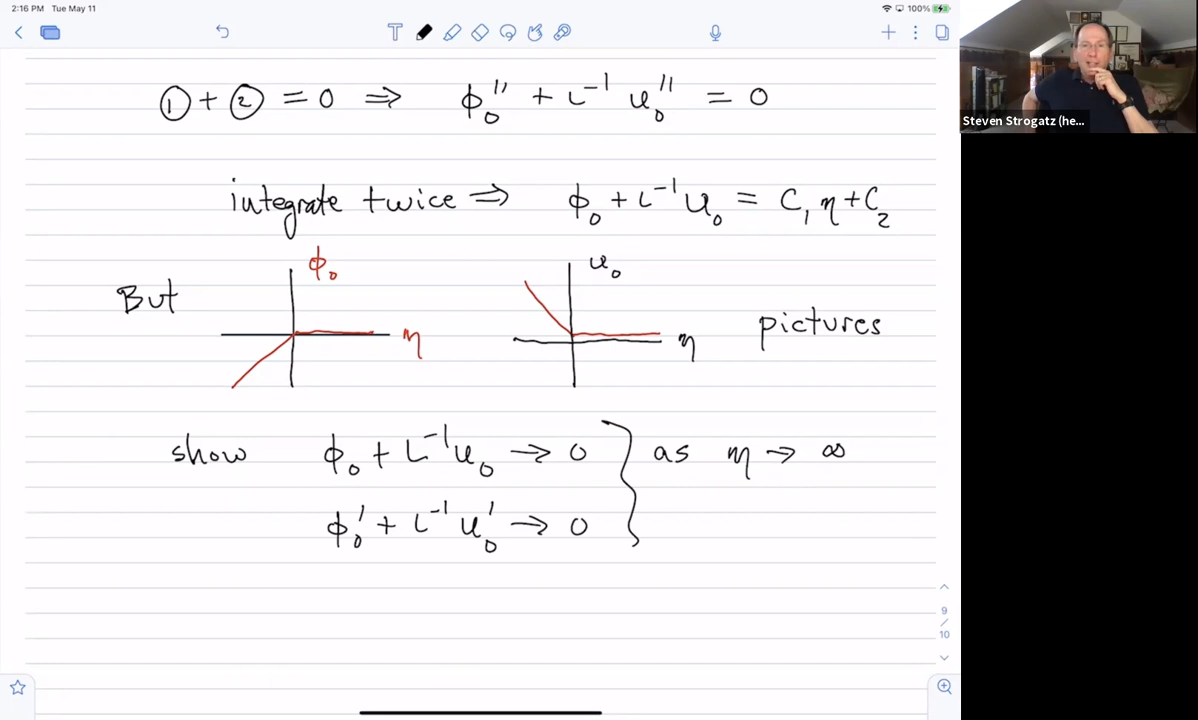 2:16 PM Tue May 11
100%
Steven Strogatz (he...
① + ② = 0 ⇒ ϕ₀'' + L⁻¹ u₀'' = 0
integrate twice ⇒ ϕ₀ + L⁻¹ u₀ = C₁ η + C₂
But ϕ₀ η u₀ η pictures
show ϕ₀ + L⁻¹ u₀ → 0 } as η → ∞
ϕ₀' + L⁻¹ u₀' → 0
9
/
10